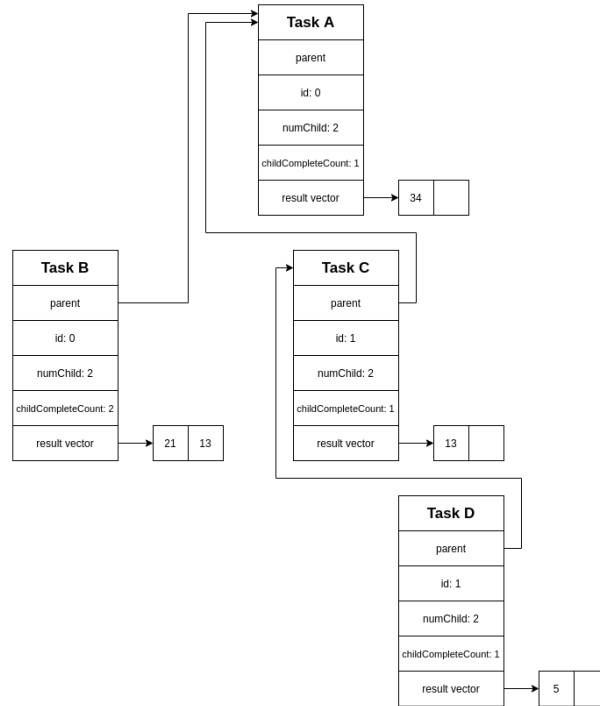 Task A
parent
id: 0
numChild: 2
childCompleteCount: 1
result vector
34
Task B
parent
id: 0
numChild: 2
childCompleteCount: 2
result vector
21 13
Task C
parent
id: 1
numChild: 2
childCompleteCount: 1
result vector
13
Task D
parent
id: 1
numChild: 2
childCompleteCount: 1
result vector
5